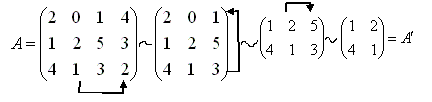 A = (2 0 1 4; 1 2 5 3; 4 1 3 2) ~ (2 0 1; 1 2 5; 4 1 3) ~ (1 2 5; 4 1 3) ~ (1 2; 4 1) = A'